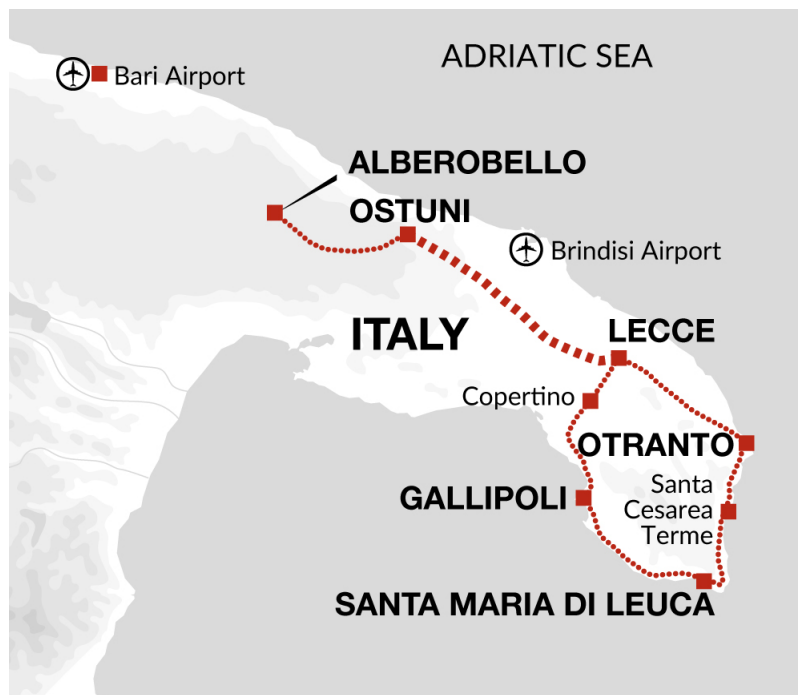 ADRIATIC SEA
Bari Airport
ALBEROBELLO
OSTUNI
Brindisi Airport
ITALY
LECCE
Copertino
OTRANTO
GALLIPOLI
Santa
Cesarea
Terme
SANTA MARIA DI LEUCA